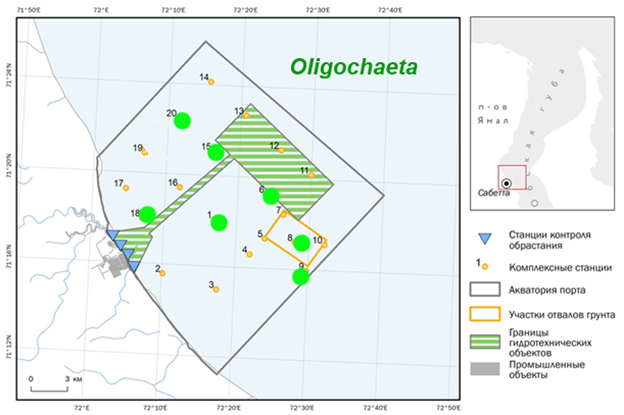 71°50'E 72°E 72°10'E 72°20'E 72°30'E 72°40'E
Oligochaeta
71°24'N
71°20'N
71°16'N
71°12'N
14
13
20
19
15
12
11
17
16
6
18
1
7
5
8
10
4
9
2
3
0 3 км
72°E 72°10'E 72°20'E 72°30'E 72°40'E
п-ов
Ямал
ская губа
Сабетта
Станции контроля
обрастания
1
Комплексные станции
Акватория порта
Участки отвалов грунта
Границы
гидротехнических
объектов
Промышленные
объекты